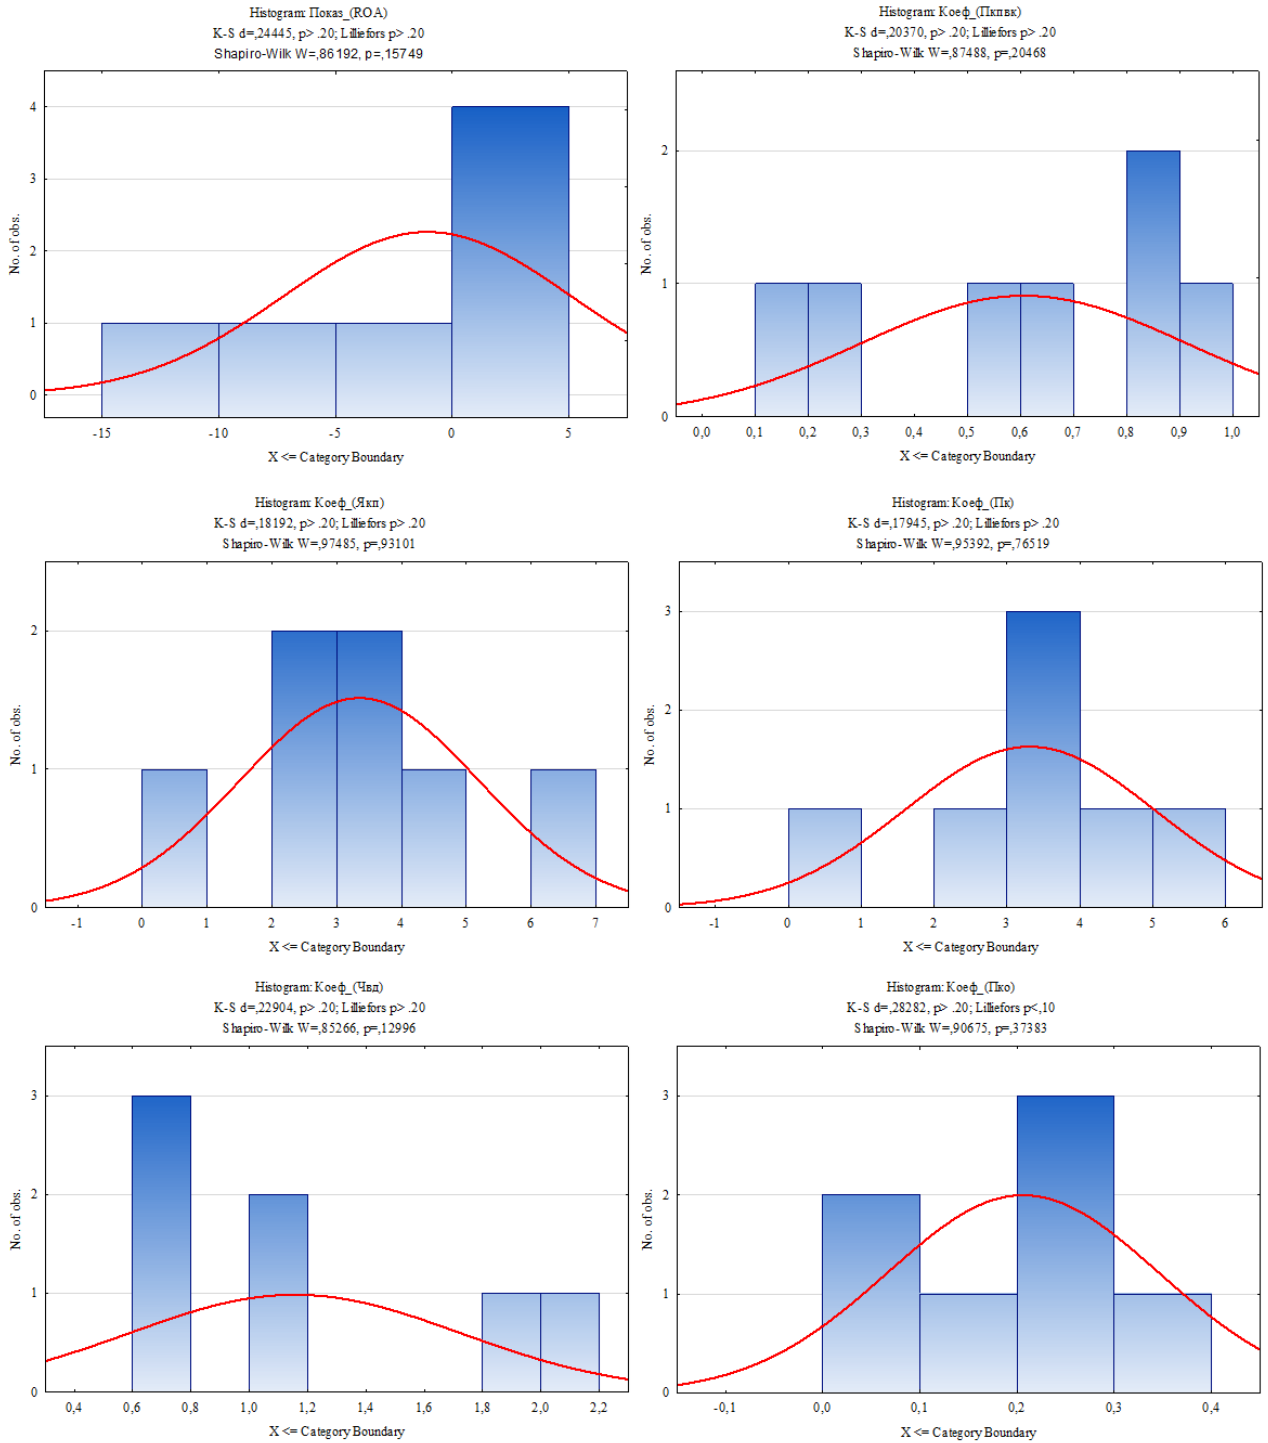 Histogram: Показ_(ROA)
K-S d=,24445, p> .20; Lilliefors p> .20
Shapiro-Wilk W=,86192, p=,15749
No. of obs.
4
3
2
1
0
-15 -10 -5 0 5
X <= Category Boundary
Histogram: Коеф_(Пкпвк)
K-S d=,20370, p> .20; Lilliefors p> .20
Shapiro-Wilk W=,87488, p=,20468
No. of obs.
2
1
0
0,0 0,1 0,2 0,3 0,4 0,5 0,6 0,7 0,8 0,9 1,0
X <= Category Boundary
Histogram: Коеф_(Якп)
K-S d=,18192, p> .20; Lilliefors p> .20
Shapiro-Wilk W=,97485, p=,93101
No. of obs.
2
1
0
-1 0 1 2 3 4 5 6 7
X <= Category Boundary
Histogram: Коеф_(Пк)
K-S d=,17945, p> .20; Lilliefors p> .20
Shapiro-Wilk W=,95392, p=,76519
No. of obs.
3
2
1
0
-1 0 1 2 3 4 5 6
X <= Category Boundary
Histogram: Коеф_(Чвд)
K-S d=,22904, p> .20; Lilliefors p> .20
Shapiro-Wilk W=,85266, p=,12996
No. of obs.
3
2
1
0
0,4 0,6 0,8 1,0 1,2 1,4 1,6 1,8 2,0 2,2
X <= Category Boundary
Histogram: Коеф_(Пко)
K-S d=,28282, p> .20; Lilliefors p<,10
Shapiro-Wilk W=,90675, p=,37383
No. of obs.
3
2
1
0
-0,1 0,0 0,1 0,2 0,3 0,4
X <= Category Boundary